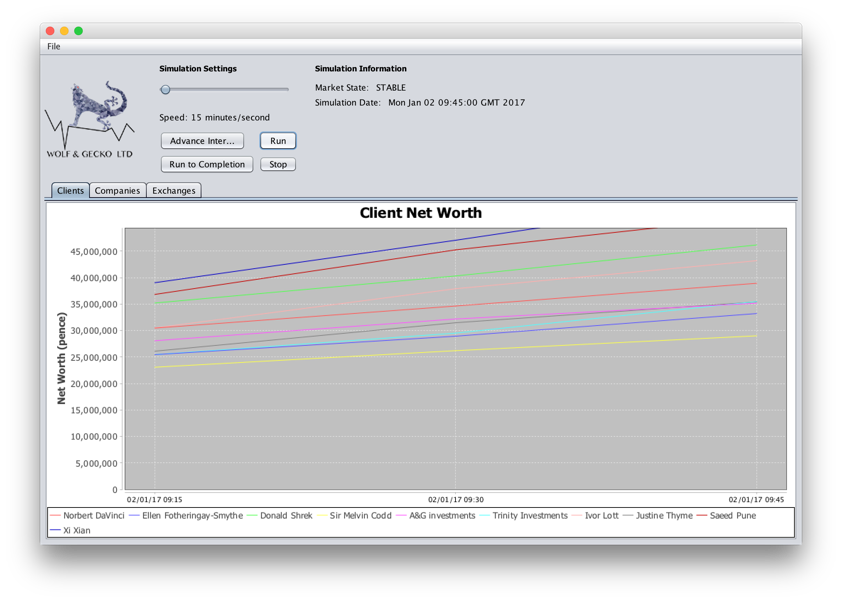 File
Simulation Settings
Simulation Information
Market State: STABLE
Simulation Date: Mon Jan 02 09:45:00 GMT 2017
Speed: 15 minutes/second
Advance Inter... Run
Run to Completion Stop
WOLF & GECKO LTD
Clients Companies Exchanges
Client Net Worth
Net Worth (pence)
45,000,000
40,000,000
35,000,000
30,000,000
25,000,000
20,000,000
15,000,000
10,000,000
5,000,000
0
02/01/17 09:15 02/01/17 09:30 02/01/17 09:45
Norbert DaVinci Ellen Fotheringay-Smythe Donald Shrek Sir Melvin Codd A&G investments Trinity Investments Ivor Lott Justine Thyme Saeed Pune
Xi Xian